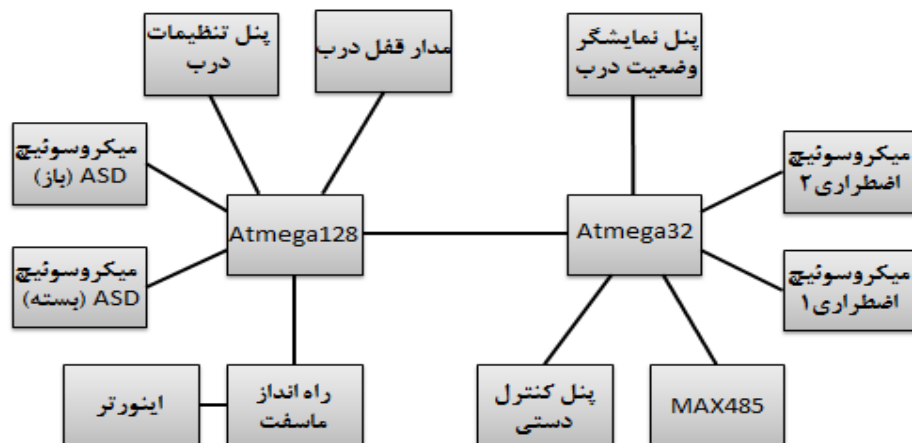 پنل تنظیمات
درب
مدار قفل درب
پنل نمایشگر
وضعیت درب
میکروسوئیچ
ASD (باز)
میکروسوئیچ
اضطراری۲
Atmega128
Atmega32
میکروسوئیچ
ASD (بسته)
میکروسوئیچ
اضطراری۱
اینورتر
راه انداز
ماسفت
پنل کنترل
دستی
MAX485